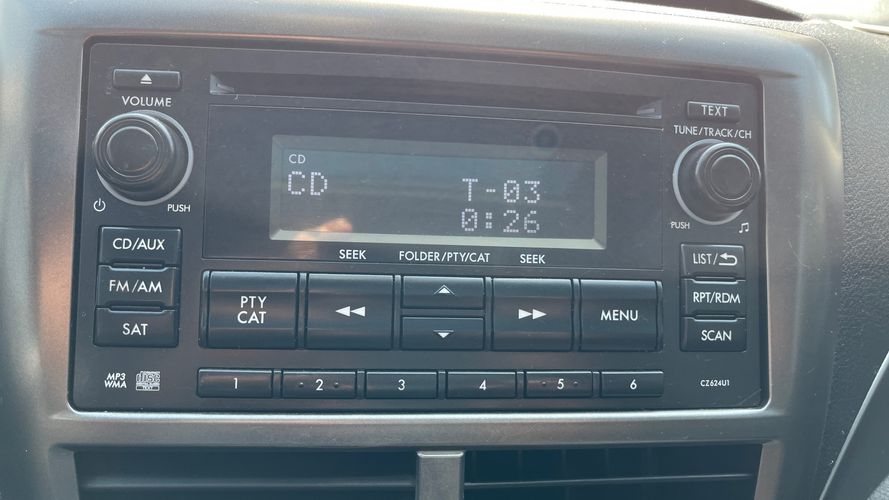 VOLUME
PUSH
CD/AUX
FM/AM
SAT
MP3
WMA
disc
CD
CD
T-03
0:26
SEEK
FOLDER/PTY/CAT
SEEK
PTY
CAT
MENU
1
2
3
4
5
6
TEXT
TUNE/TRACK/CH
PUSH
LIST/
RPT/RDM
SCAN
CZ624U1